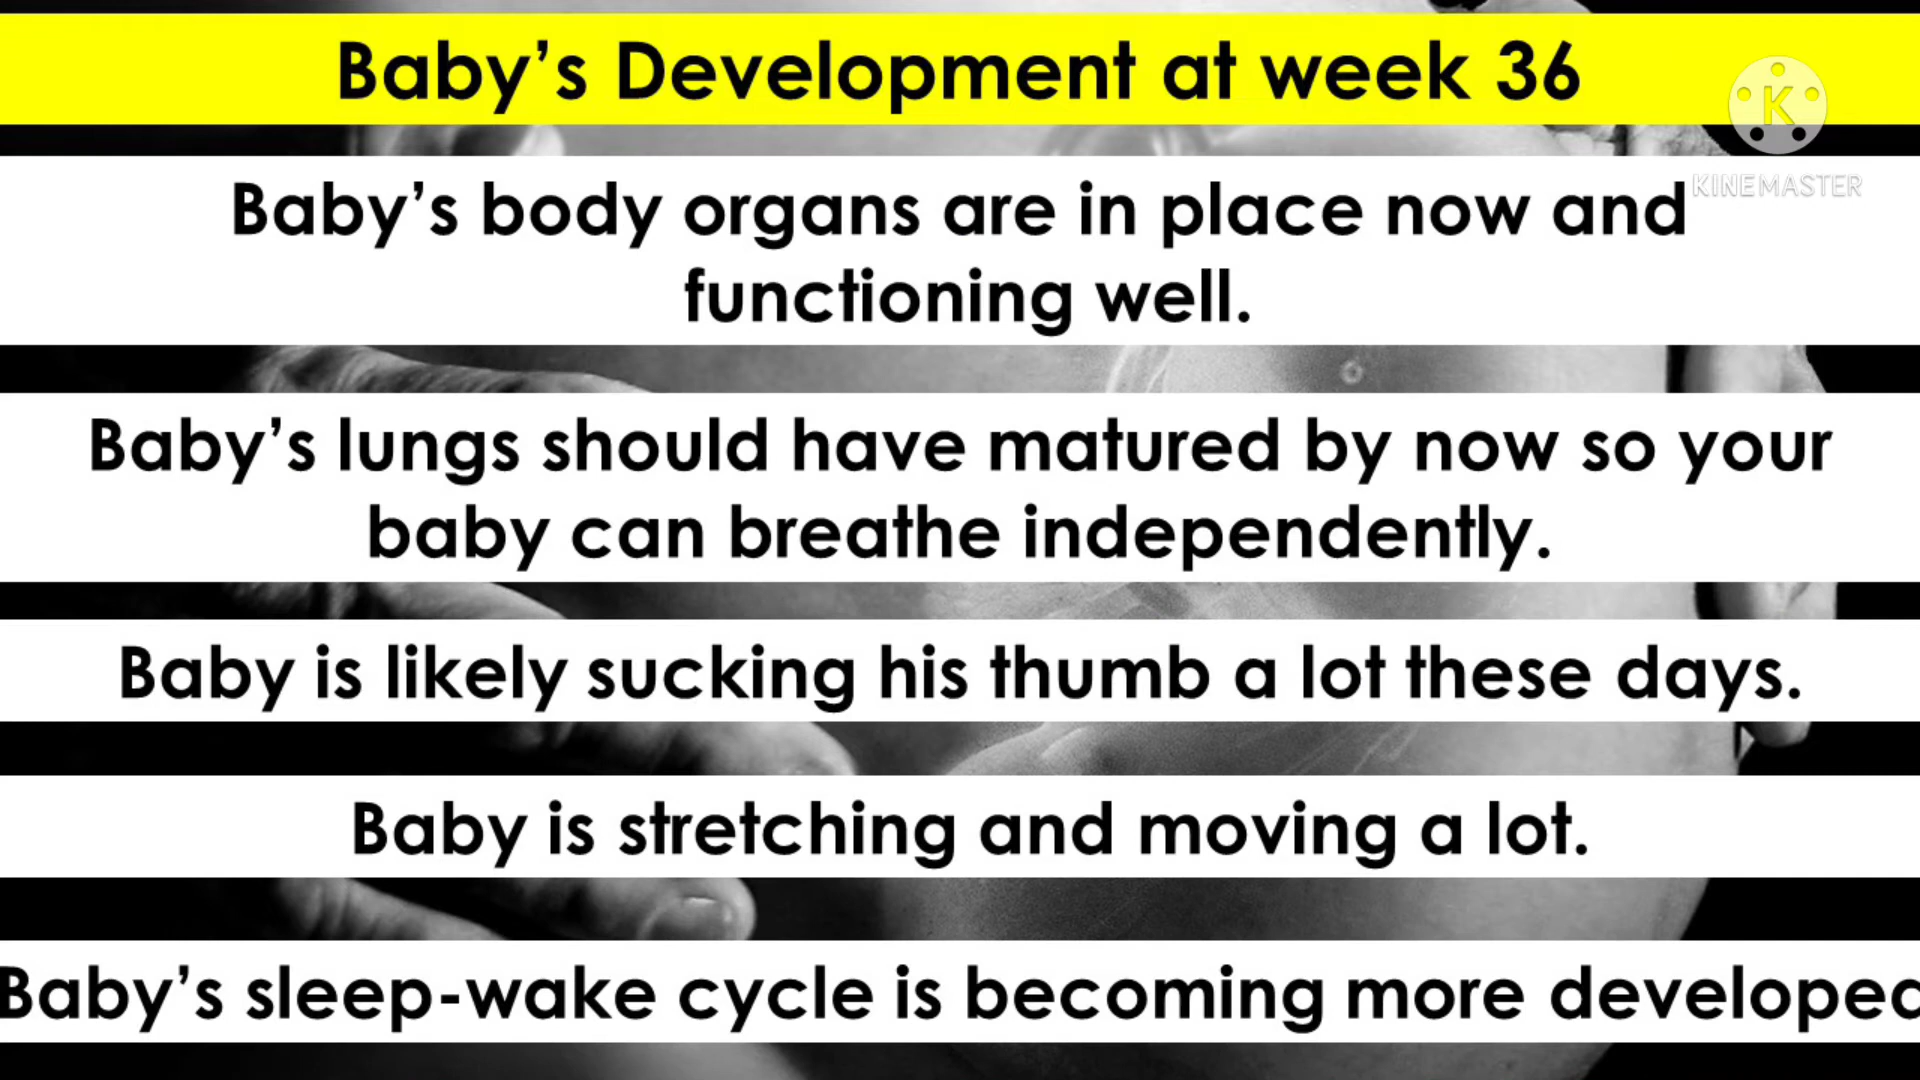 Baby’s Development at week 36
K
KINEMASTER
Baby’s body organs are in place now and
functioning well.
Baby’s lungs should have matured by now so your
baby can breathe independently.
Baby is likely sucking his thumb a lot these days.
Baby is stretching and moving a lot.
Baby’s sleep-wake cycle is becoming more developed